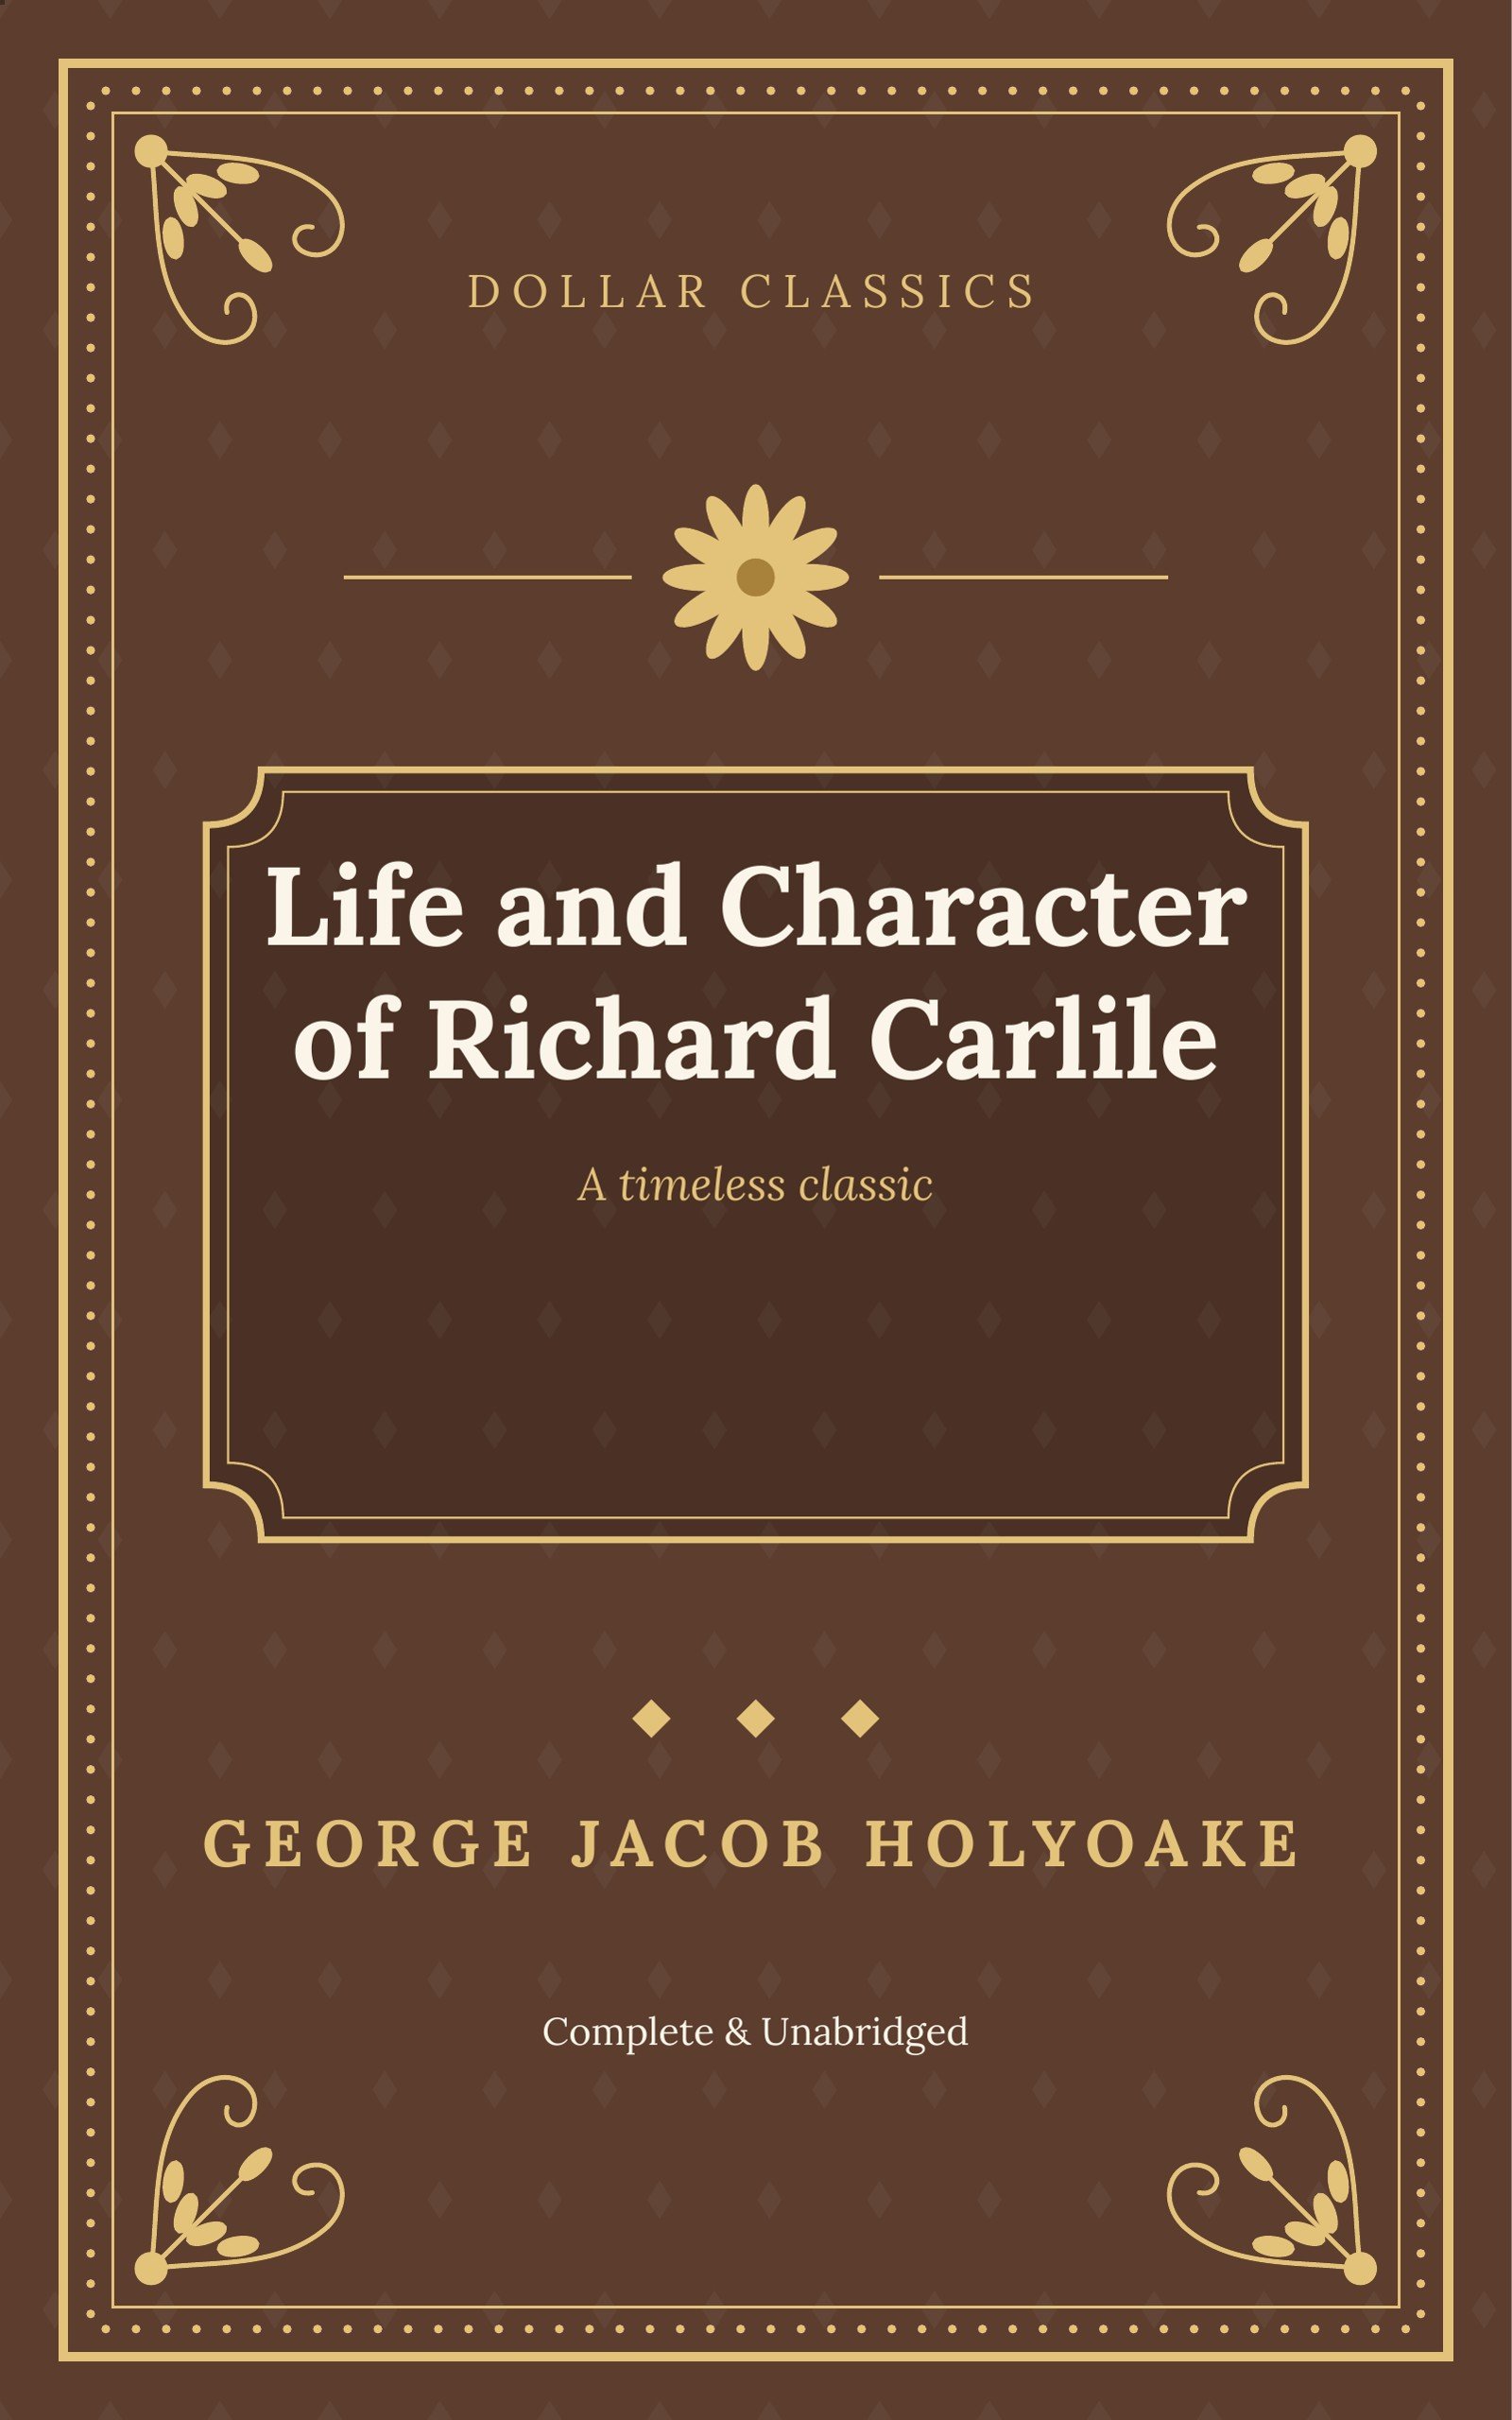 DOLLAR CLASSICS
Life and Character
of Richard Carlile
A timeless classic
GEORGE JACOB HOLYOAKE
Complete & Unabridged